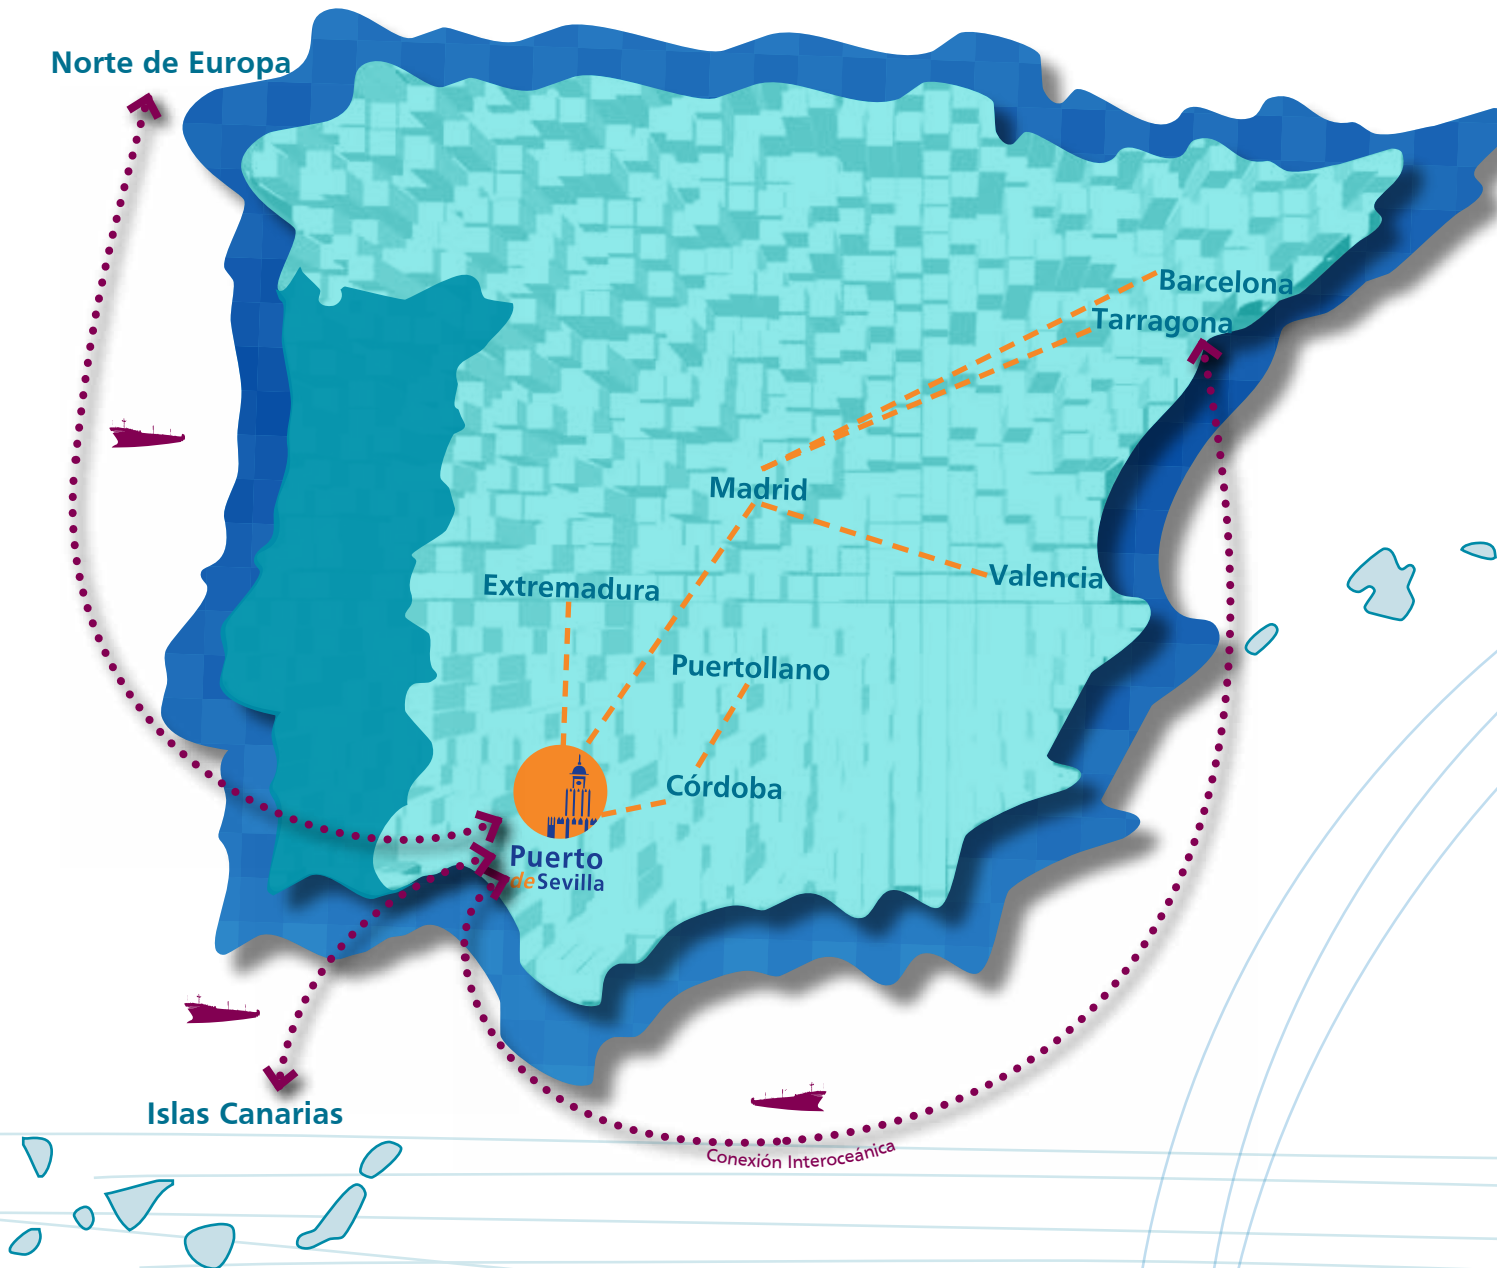 Norte de Europa
Barcelona
Tarragona
Madrid
Valencia
Extremadura
Puertollano
Córdoba
Puerto
de Sevilla
Islas Canarias
Conexión Interoceánica